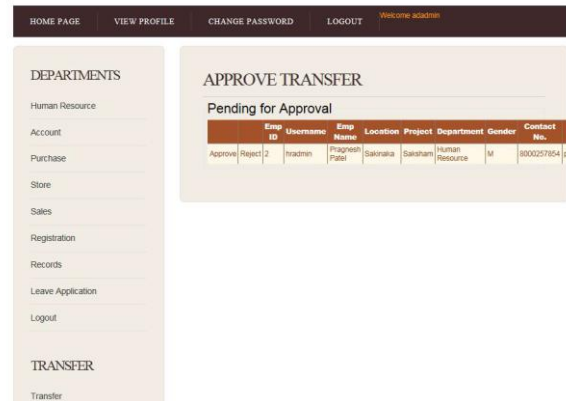 HOME PAGE VIEW PROFILE CHANGE PASSWORD LOGOUT Welcome adadmin
DEPARTMENTS
Human Resource
Account
Purchase
Store
Sales
Registration
Records
Leave Application
Logout
TRANSFER
Transfer
APPROVE TRANSFER
Pending for Approval
Emp ID Username Emp Name Location Project Department Gender Contact No.
Approve Reject 2 hradmin Pragnesh Patel Sakinaka Saksham Human Resource M 8000257854